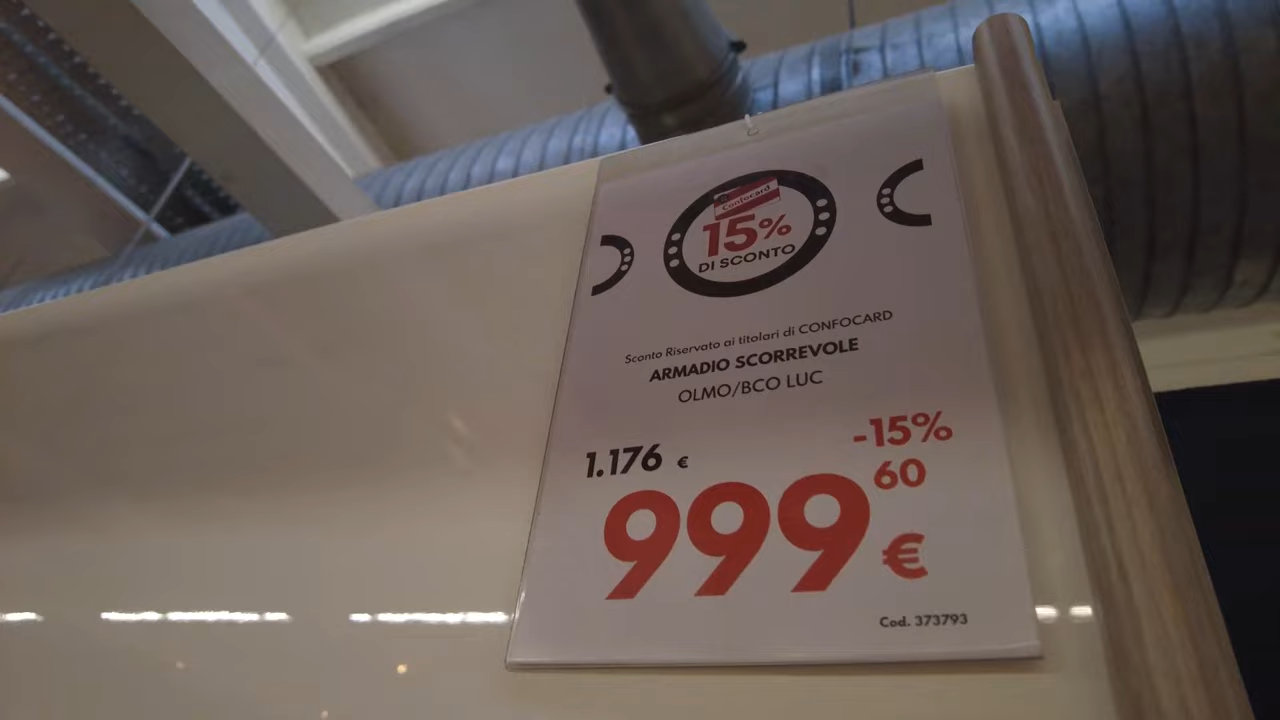 Confocard
15%
DI SCONTO
Sconto Riservato ai titolari di CONFOCARD
ARMADIO SCORREVOLE
OLMO/BCO LUC
1.176 €
-15%
999 60 €
Cod. 373793